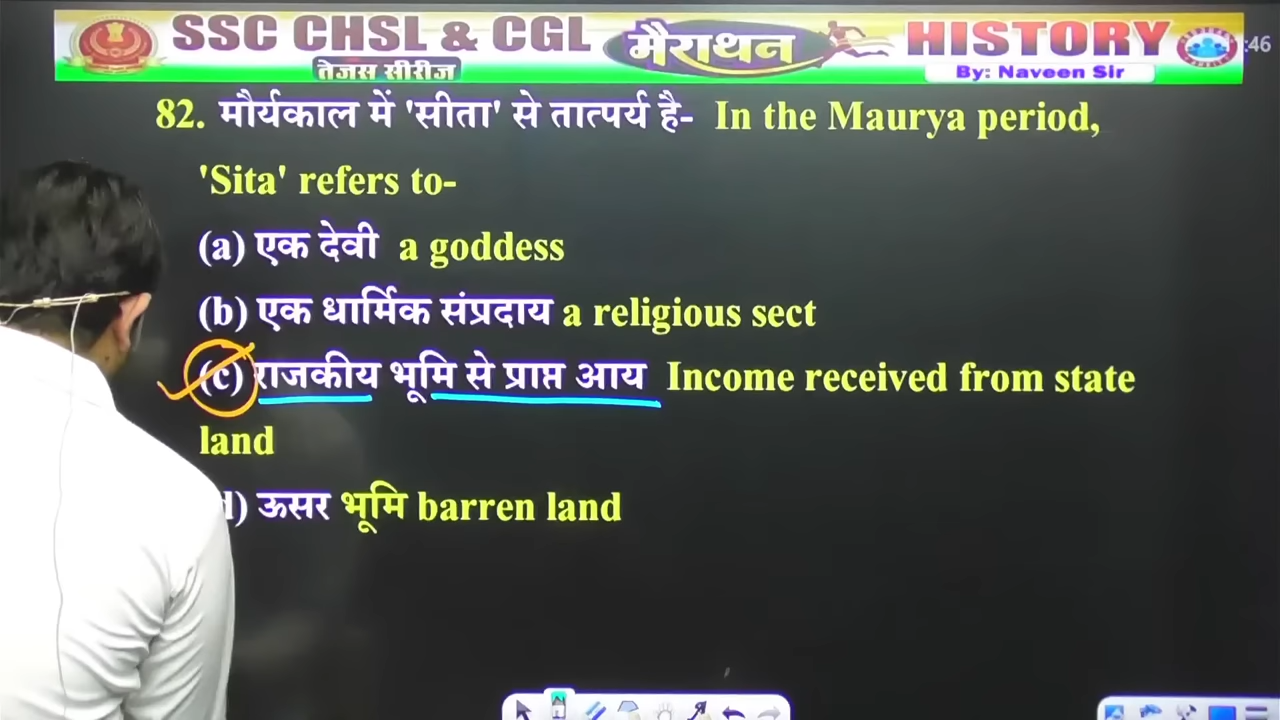 SSC CHSL & CGL मैराथन HISTORY
तेजस सीरीज By: Naveen Sir
:46
82. मौर्यकाल में 'सीता' से तात्पर्य है- In the Maurya period,
'Sita' refers to-
(a) एक देवी a goddess
(b) एक धार्मिक संप्रदाय a religious sect
(c) राजकीय भूमि से प्राप्त आय Income received from state
land
d) ऊसर भूमि barren land